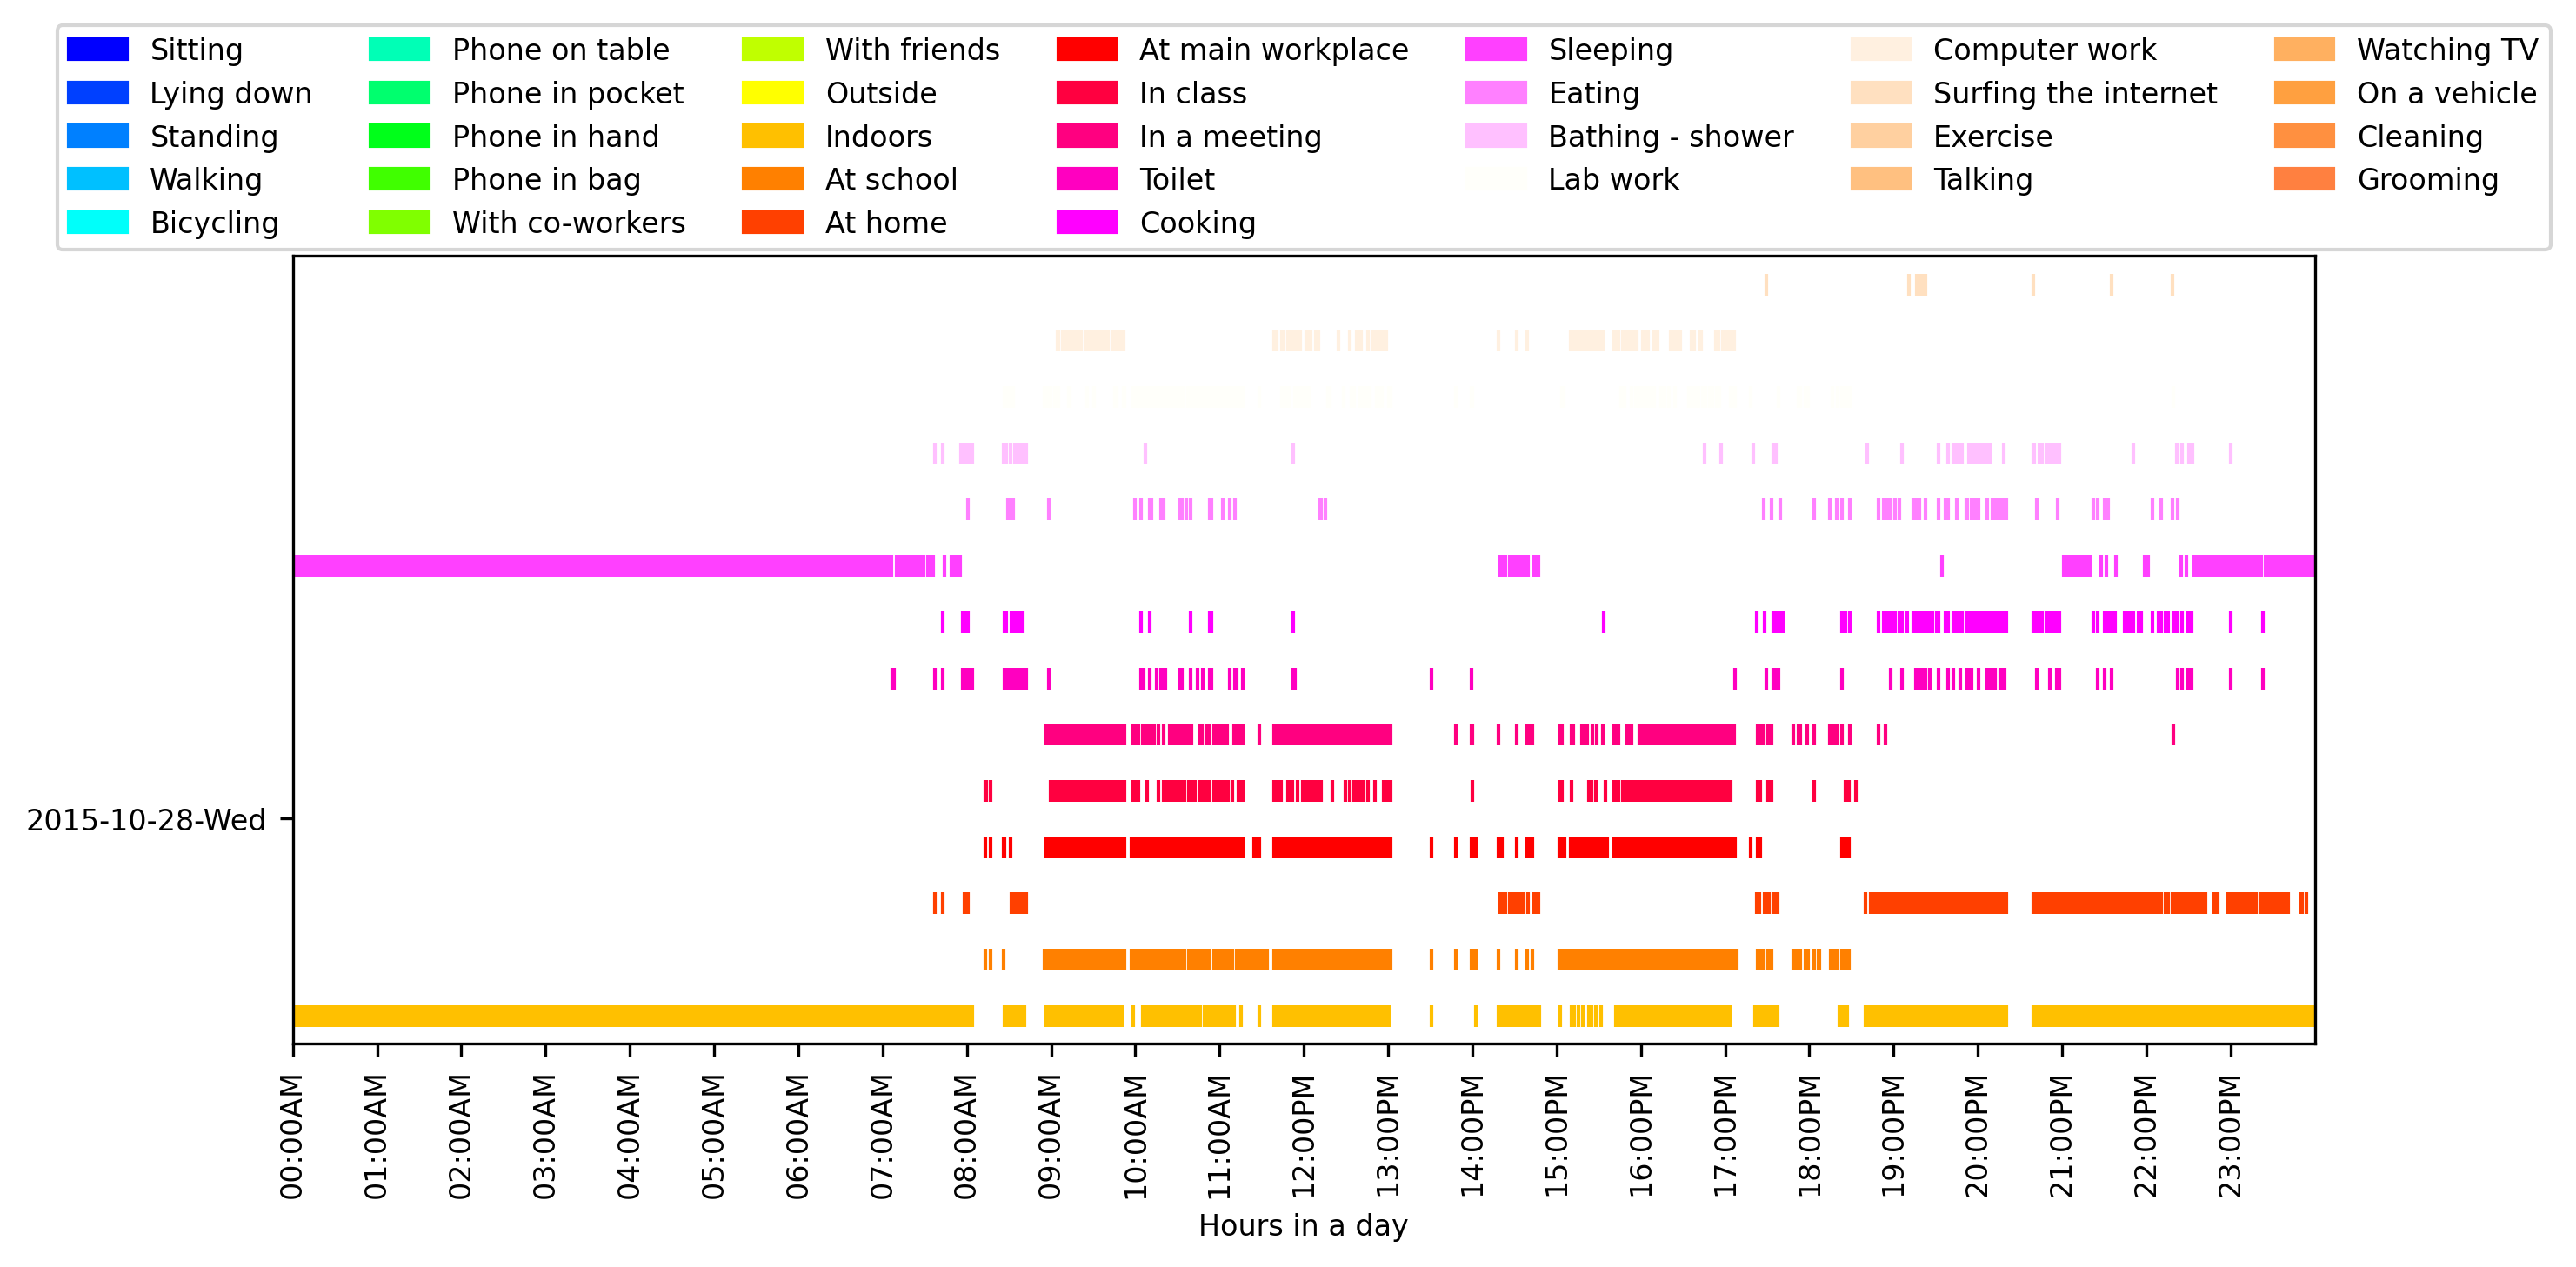 Sitting
Lying down
Standing
Walking
Bicycling
Phone on table
Phone in pocket
Phone in hand
Phone in bag
With co-workers
With friends
Outside
Indoors
At school
At home
At main workplace
In class
In a meeting
Toilet
Cooking
Sleeping
Eating
Bathing - shower
Lab work
Computer work
Surfing the internet
Exercise
Talking
Watching TV
On a vehicle
Cleaning
Grooming
2015-10-28-Wed
00:00AM
01:00AM
02:00AM
03:00AM
04:00AM
05:00AM
06:00AM
07:00AM
08:00AM
09:00AM
10:00AM
11:00AM
12:00PM
13:00PM
14:00PM
15:00PM
16:00PM
17:00PM
18:00PM
19:00PM
20:00PM
21:00PM
22:00PM
23:00PM
Hours in a day